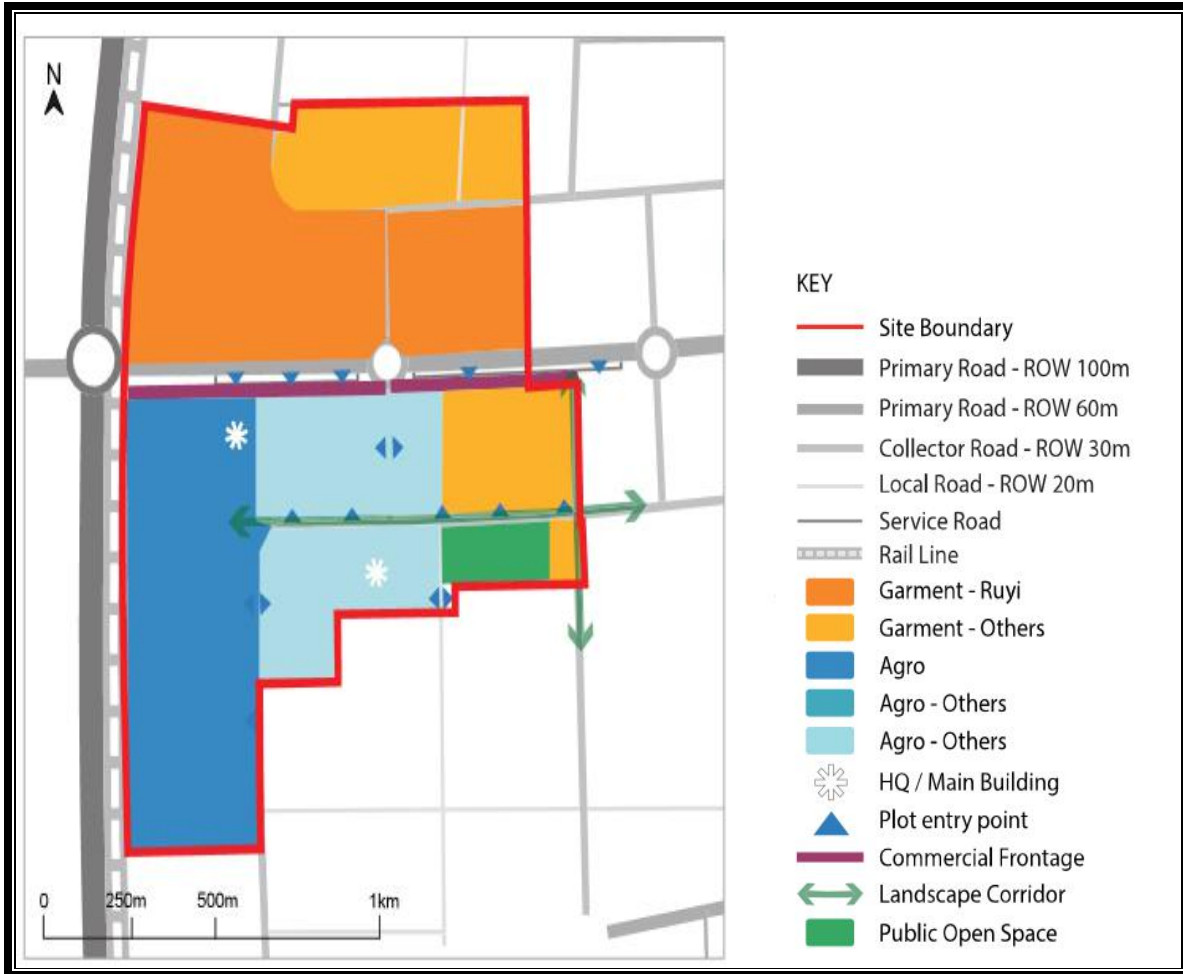 N
KEY
Site Boundary
Primary Road - ROW 100m
Primary Road - ROW 60m
Collector Road - ROW 30m
Local Road - ROW 20m
Service Road
Rail Line
Garment - Ruyi
Garment - Others
Agro
Agro - Others
Agro - Others
HQ / Main Building
Plot entry point
Commercial Frontage
Landscape Corridor
Public Open Space
0 250m 500m 1km